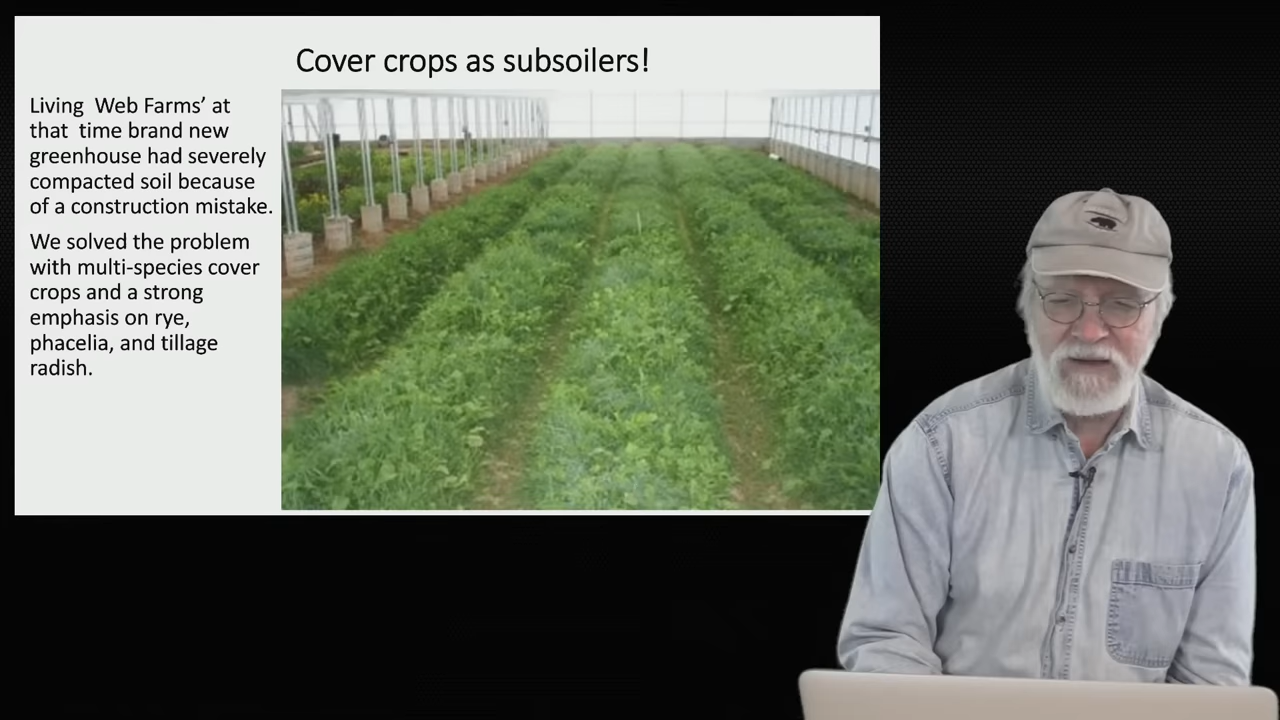 Cover crops as subsoilers!
Living Web Farms’ at
that time brand new
greenhouse had severely
compacted soil because
of a construction mistake.
We solved the problem
with multi-species cover
crops and a strong
emphasis on rye,
phacelia, and tillage
radish.